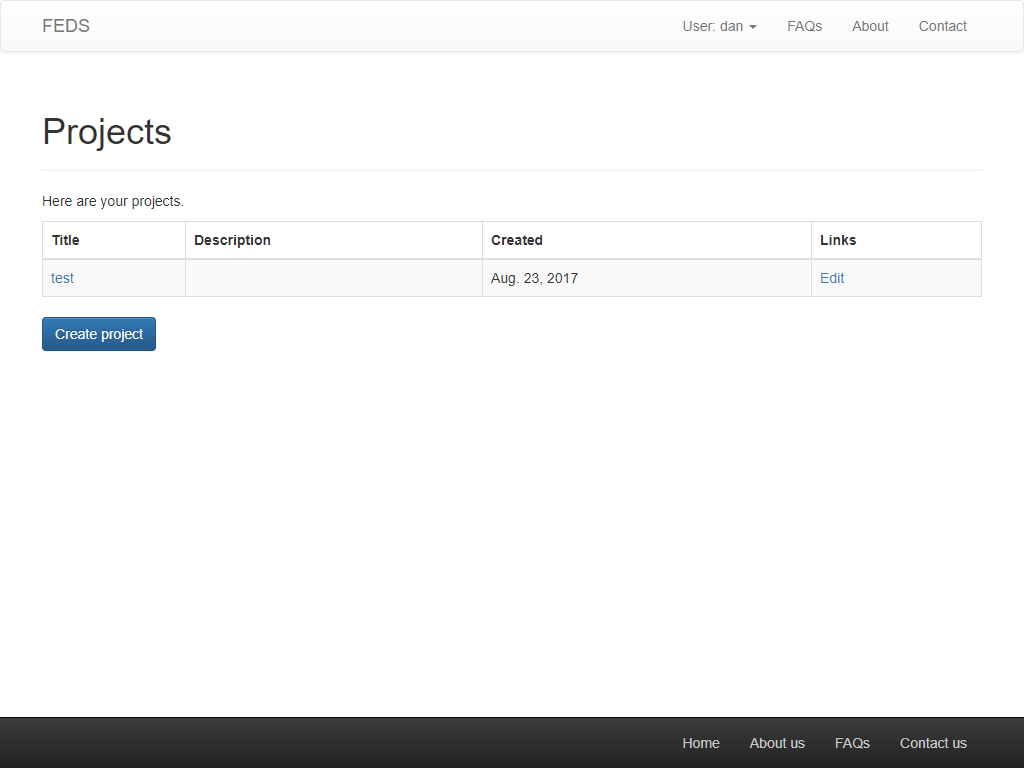 FEDS User: dan FAQs About Contact
Projects
Here are your projects.
Title Description Created Links
test Aug. 23, 2017 Edit
Create project
Home About us FAQs Contact us